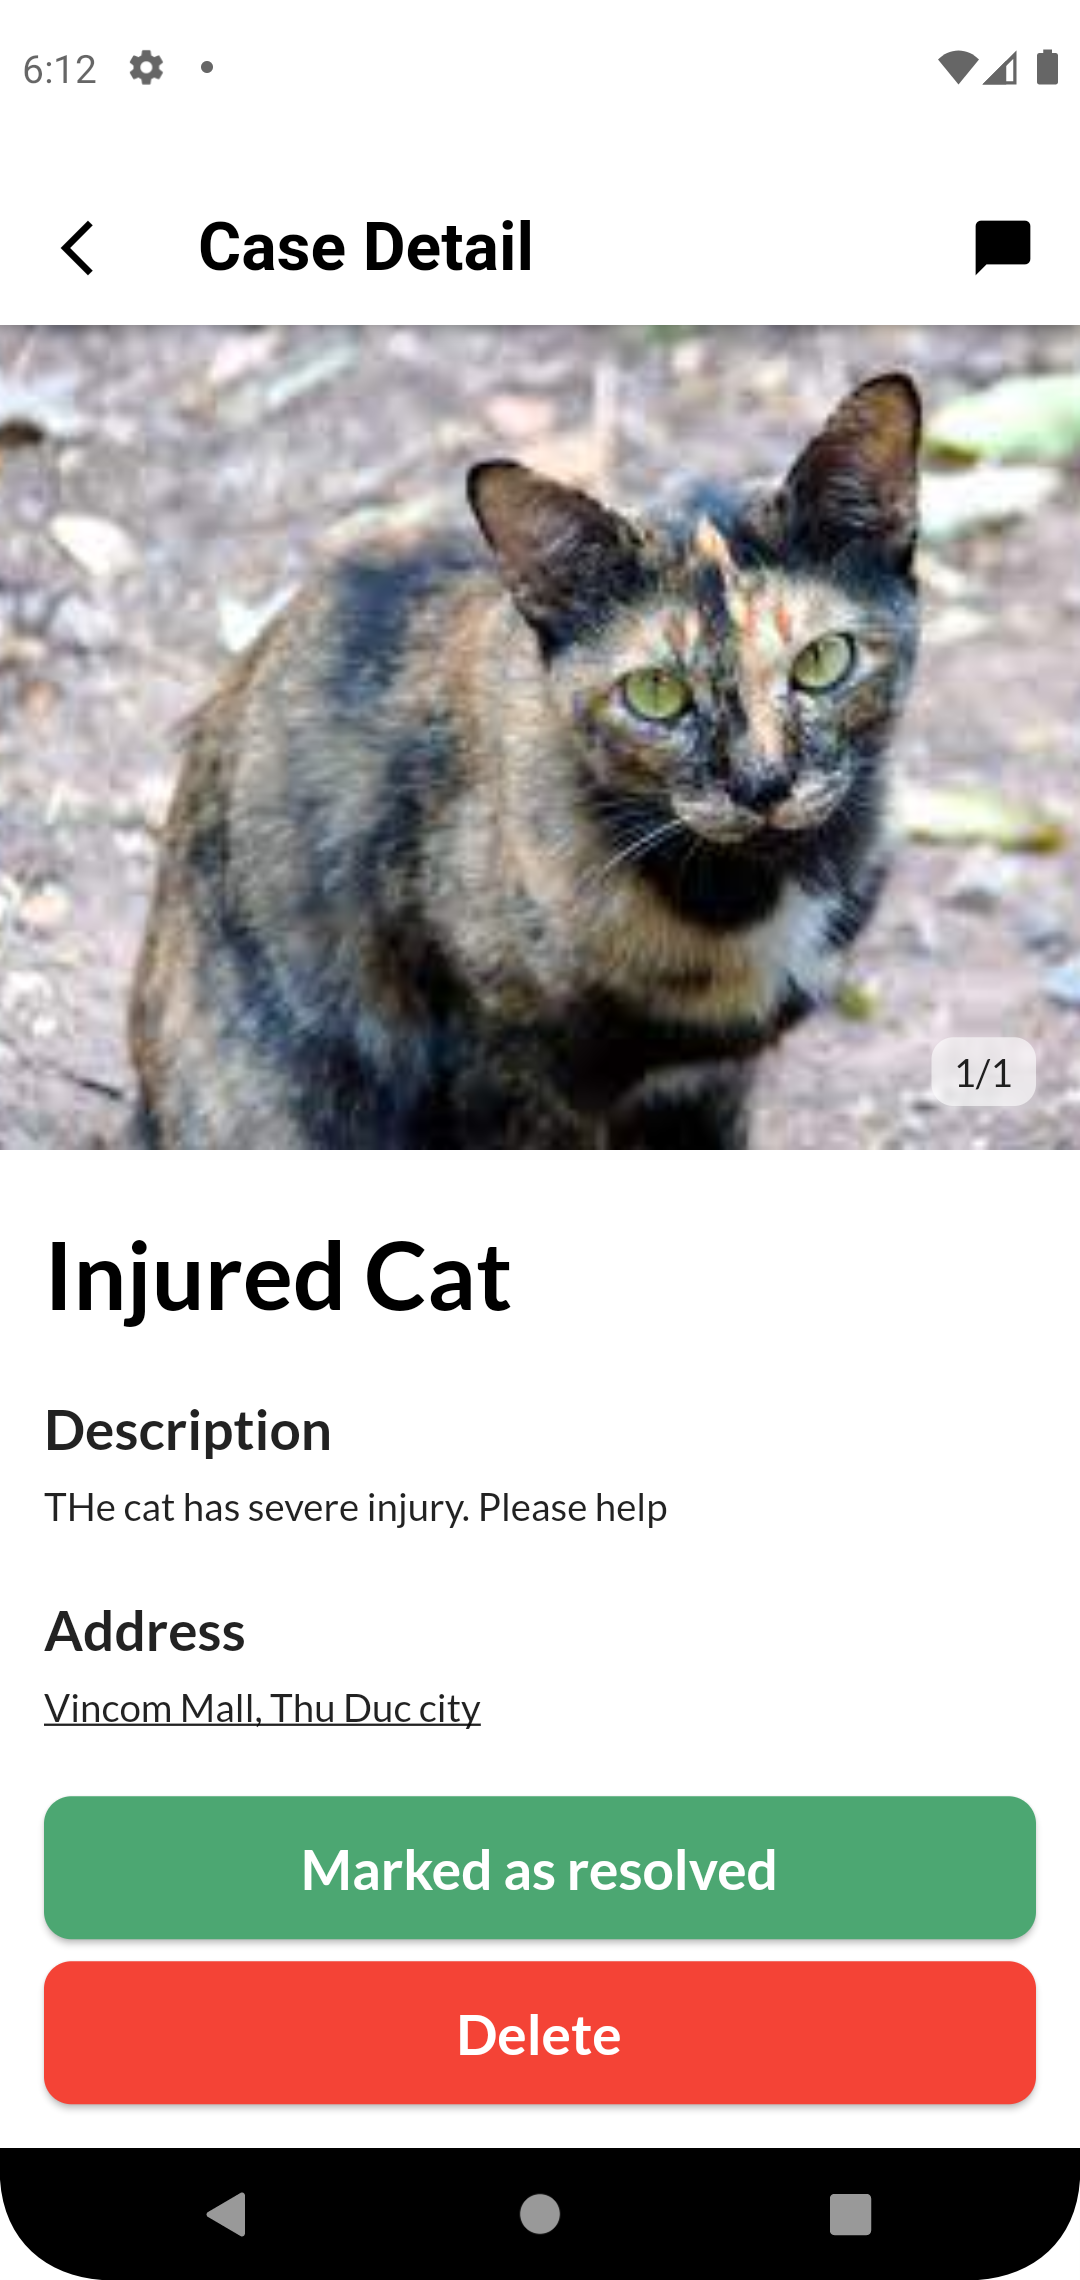 6:12
Case Detail
1/1
Injured Cat
Description
THe cat has severe injury. Please help
Address
Vincom Mall, Thu Duc city
Marked as resolved
Delete